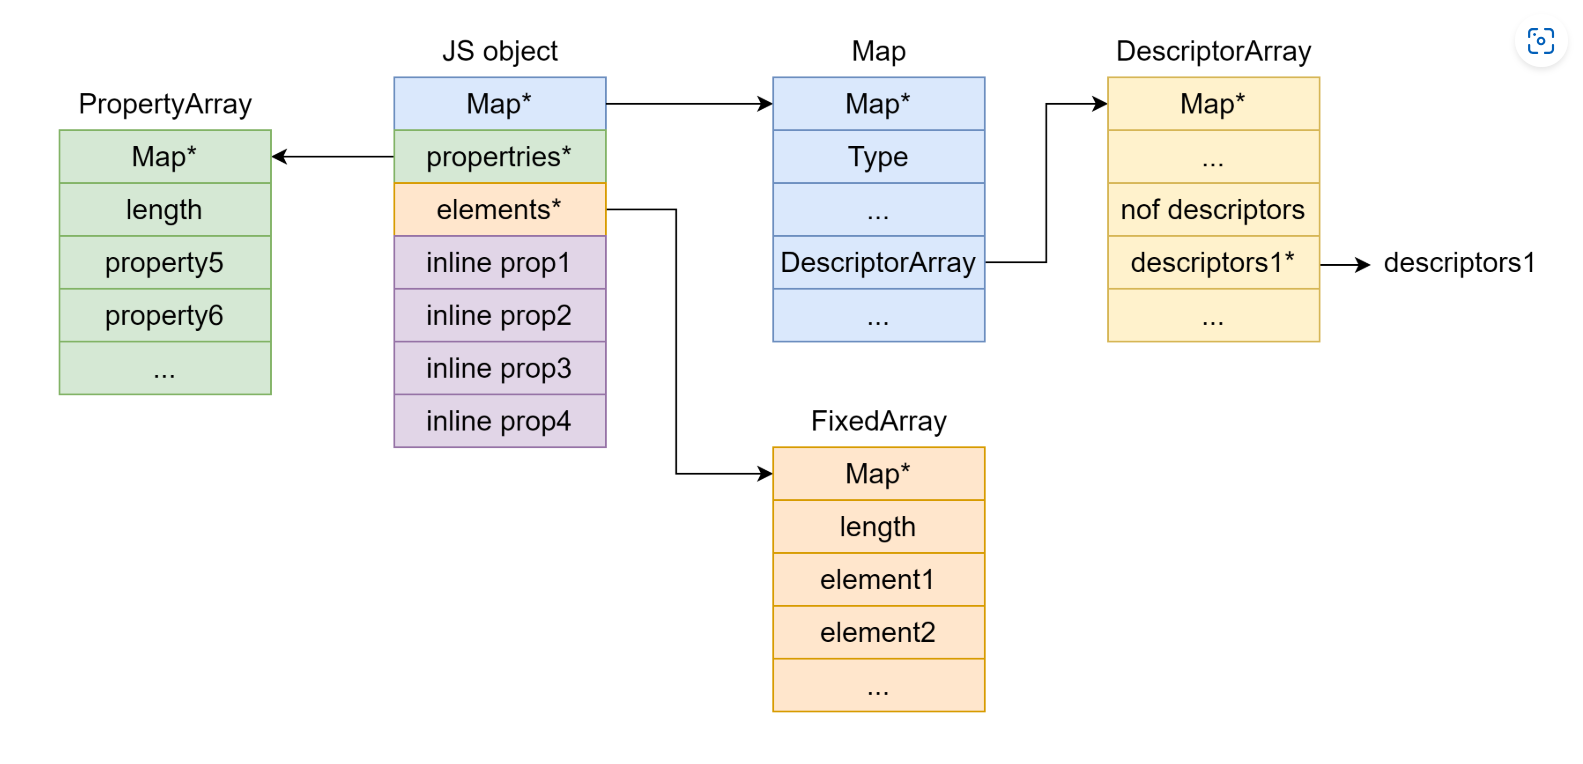 PropertyArray
Map*
length
property5
property6
...
JS object
Map*
propertries*
elements*
inline prop1
inline prop2
inline prop3
inline prop4
Map
Map*
Type
...
DescriptorArray
...
DescriptorArray
Map*
...
nof descriptors
descriptors1*
...
descriptors1
FixedArray
Map*
length
element1
element2
...